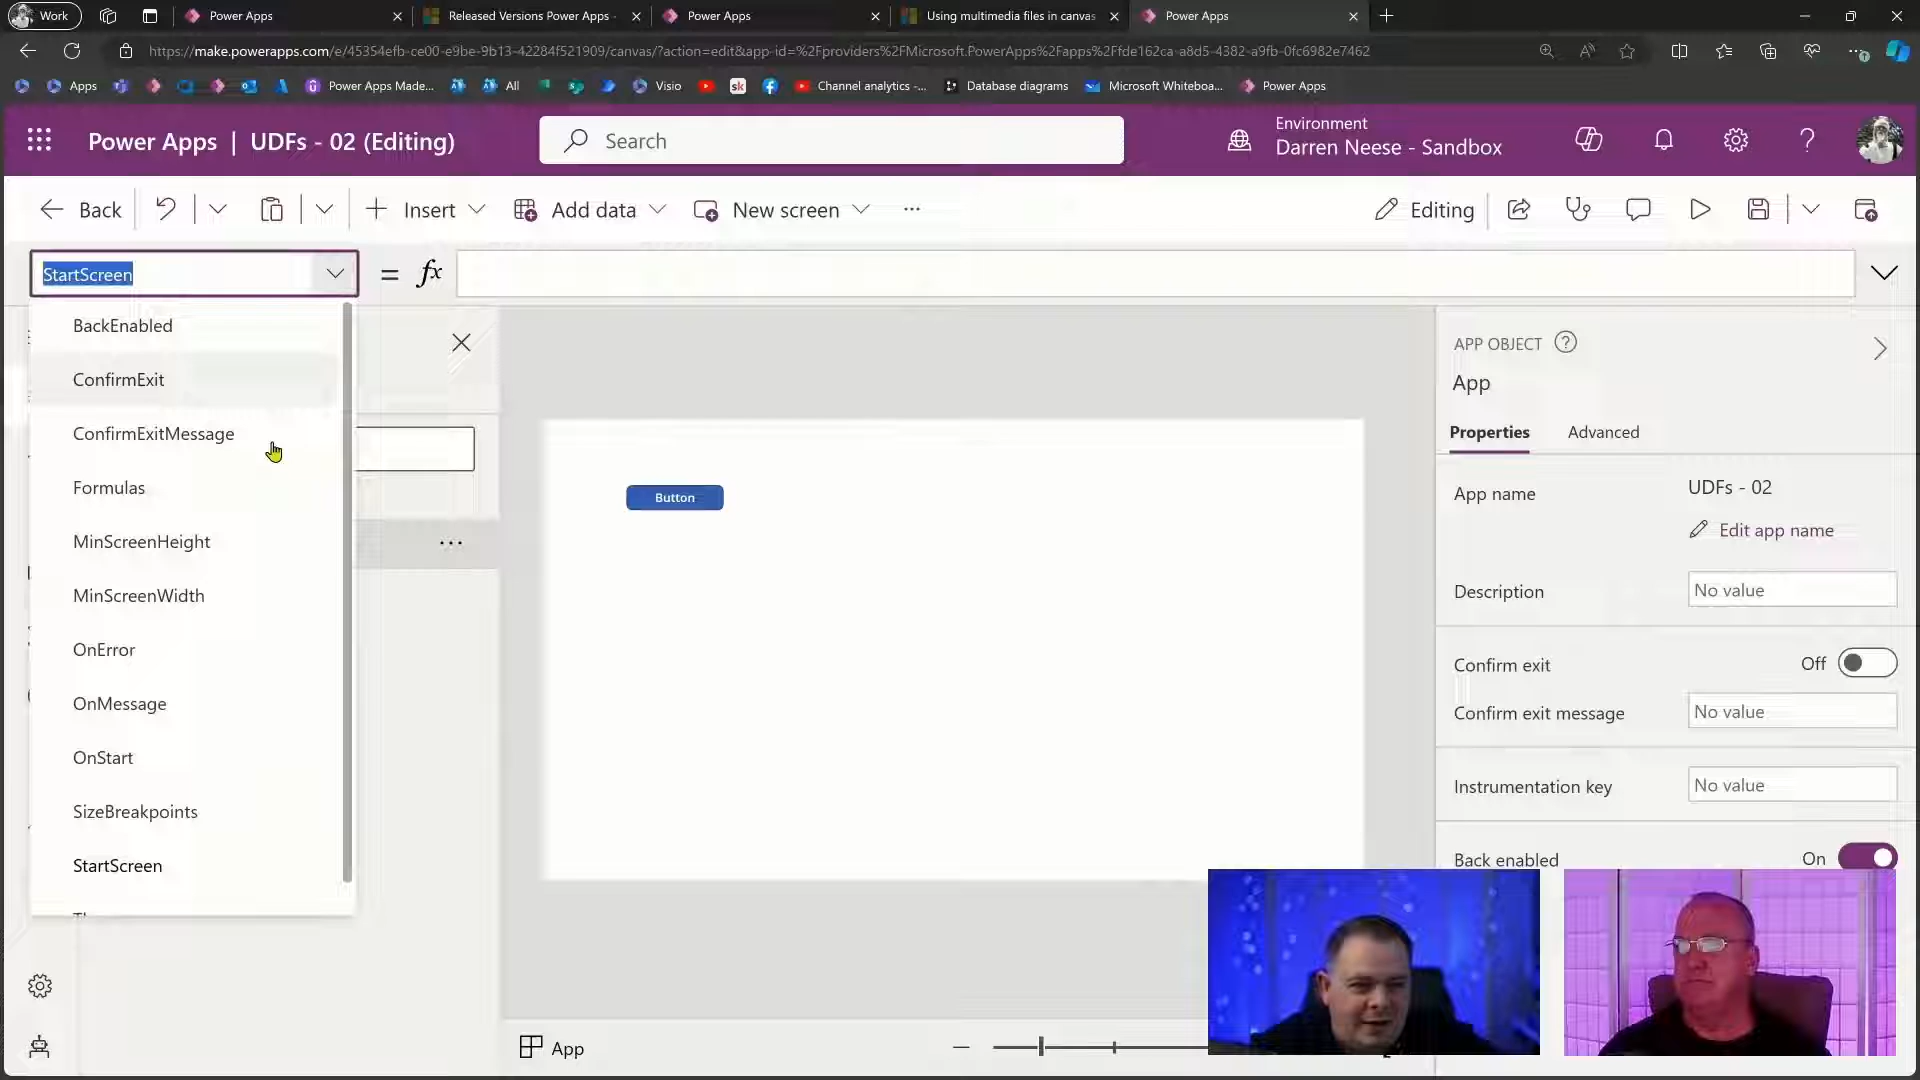 Work
Power Apps
Released Versions Power Apps -
Power Apps
Using multimedia files in canvas
Power Apps
https://make.powerapps.com/e/45354efb-ce00-e9be-9b13-42284f521909/canvas/?action=edit&app-id=%2Fproviders%2FMicrosoft.PowerApps%2Fapps%2Ffde162ca-a8d5-4382-a9fb-0fc6982e7462
Apps
Power Apps Made...
All
Visio
Channel analytics -...
Database diagrams
Microsoft Whiteboa...
Power Apps
Power Apps | UDFs - 02 (Editing)
Search
Environment
Darren Neese - Sandbox
Back
Insert
Add data
New screen
...
Editing
StartScreen
= fx
BackEnabled
ConfirmExit
ConfirmExitMessage
Formulas
MinScreenHeight
MinScreenWidth
OnError
OnMessage
OnStart
SizeBreakpoints
StartScreen
Button
APP OBJECT
App
Properties
Advanced
App name
UDFs - 02
Edit app name
Description
No value
Confirm exit
Off
Confirm exit message
No value
Instrumentation key
No value
Back enabled
On
App